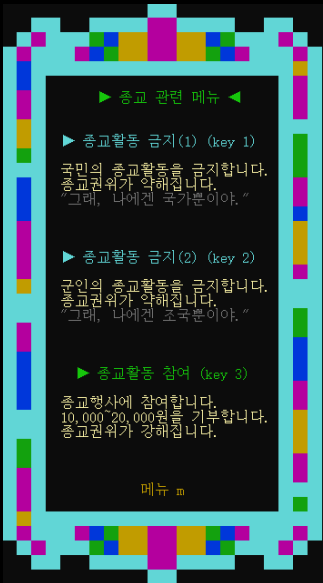 ▶ 종교 관련 메뉴 ◀
▶ 종교활동 금지(1) (key 1)
국민의 종교활동을 금지합니다.
종교권위가 약해집니다.
"그래, 나에겐 국가뿐이야."
▶ 종교활동 금지(2) (key 2)
군인의 종교활동을 금지합니다.
종교권위가 약해집니다.
"그래, 나에겐 조국뿐이야."
▶ 종교활동 참여 (key 3)
종교행사에 참여합니다.
10,000~20,000원을 기부합니다.
종교권위가 강해집니다.
메뉴 m